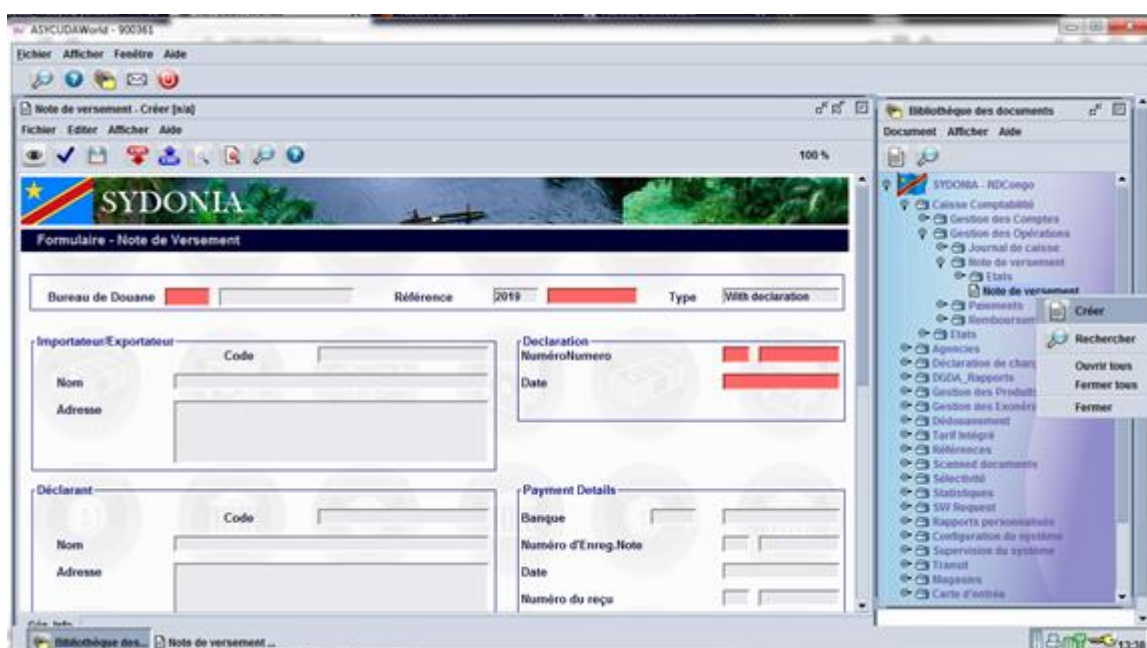 ASYCUDAWorld - 900361
Fichier Afficher Fenêtre Aide
Note de versement - Créer [n/a]
Fichier Editer Afficher Aide
100 %
SYDONIA
Formulaire - Note de Versement
Bureau de Douane Référence 2019 Type With declaration
Importateur/Exportateur
Code
Nom
Adresse
Declaration
NuméroNumero
Date
Déclarant
Code
Nom
Adresse
Payment Details
Banque
Numéro d'Enreg.Note
Date
Numéro du reçu
Gén. Info.
Bibliothèque des documents
Document Afficher Aide
SYDONIA - RDCongo
Caisse Comptabilité
Gestion des Comptes
Gestion des Opérations
Journal de caisse
Note de versement
Etats
Note de versement
Paiements
Remboursem
Etats
Agencies
Déclaration de charg
DGDA_Rapports
Gestion des Produits
Gestion des Exonéra
Dédouanement
Tarif Intégré
Références
Scanned documents
Sélectivité
Statistiques
SW Request
Rapports personnalisés
Configuration du système
Supervision du système
Transit
Magasins
Carte d'entrée
Créer
Rechercher
Ouvrir tous
Fermer tous
Fermer
Bibliothèque des... Note de versement ...
13:28